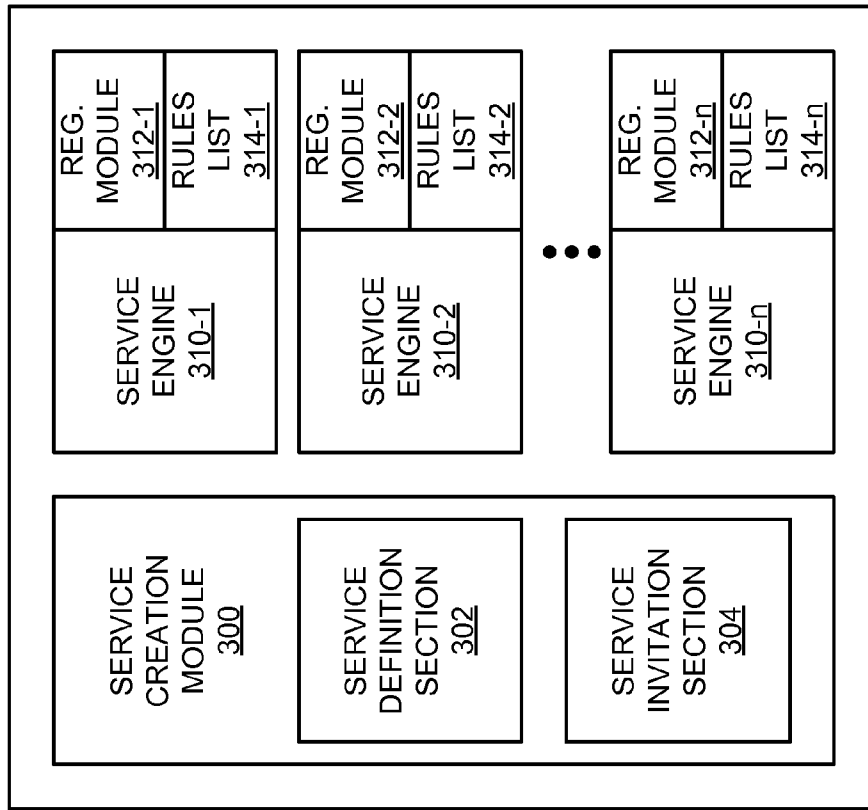 SERVICE
CREATION
MODULE
300
SERVICE
DEFINITION
SECTION
302
SERVICE
INVITATION
SECTION
304
SERVICE
ENGINE
310-1
REG.
MODULE
312-1
RULES
LIST
314-1
SERVICE
ENGINE
310-2
REG.
MODULE
312-2
RULES
LIST
314-2
SERVICE
ENGINE
310-n
REG.
MODULE
312-n
RULES
LIST
314-n